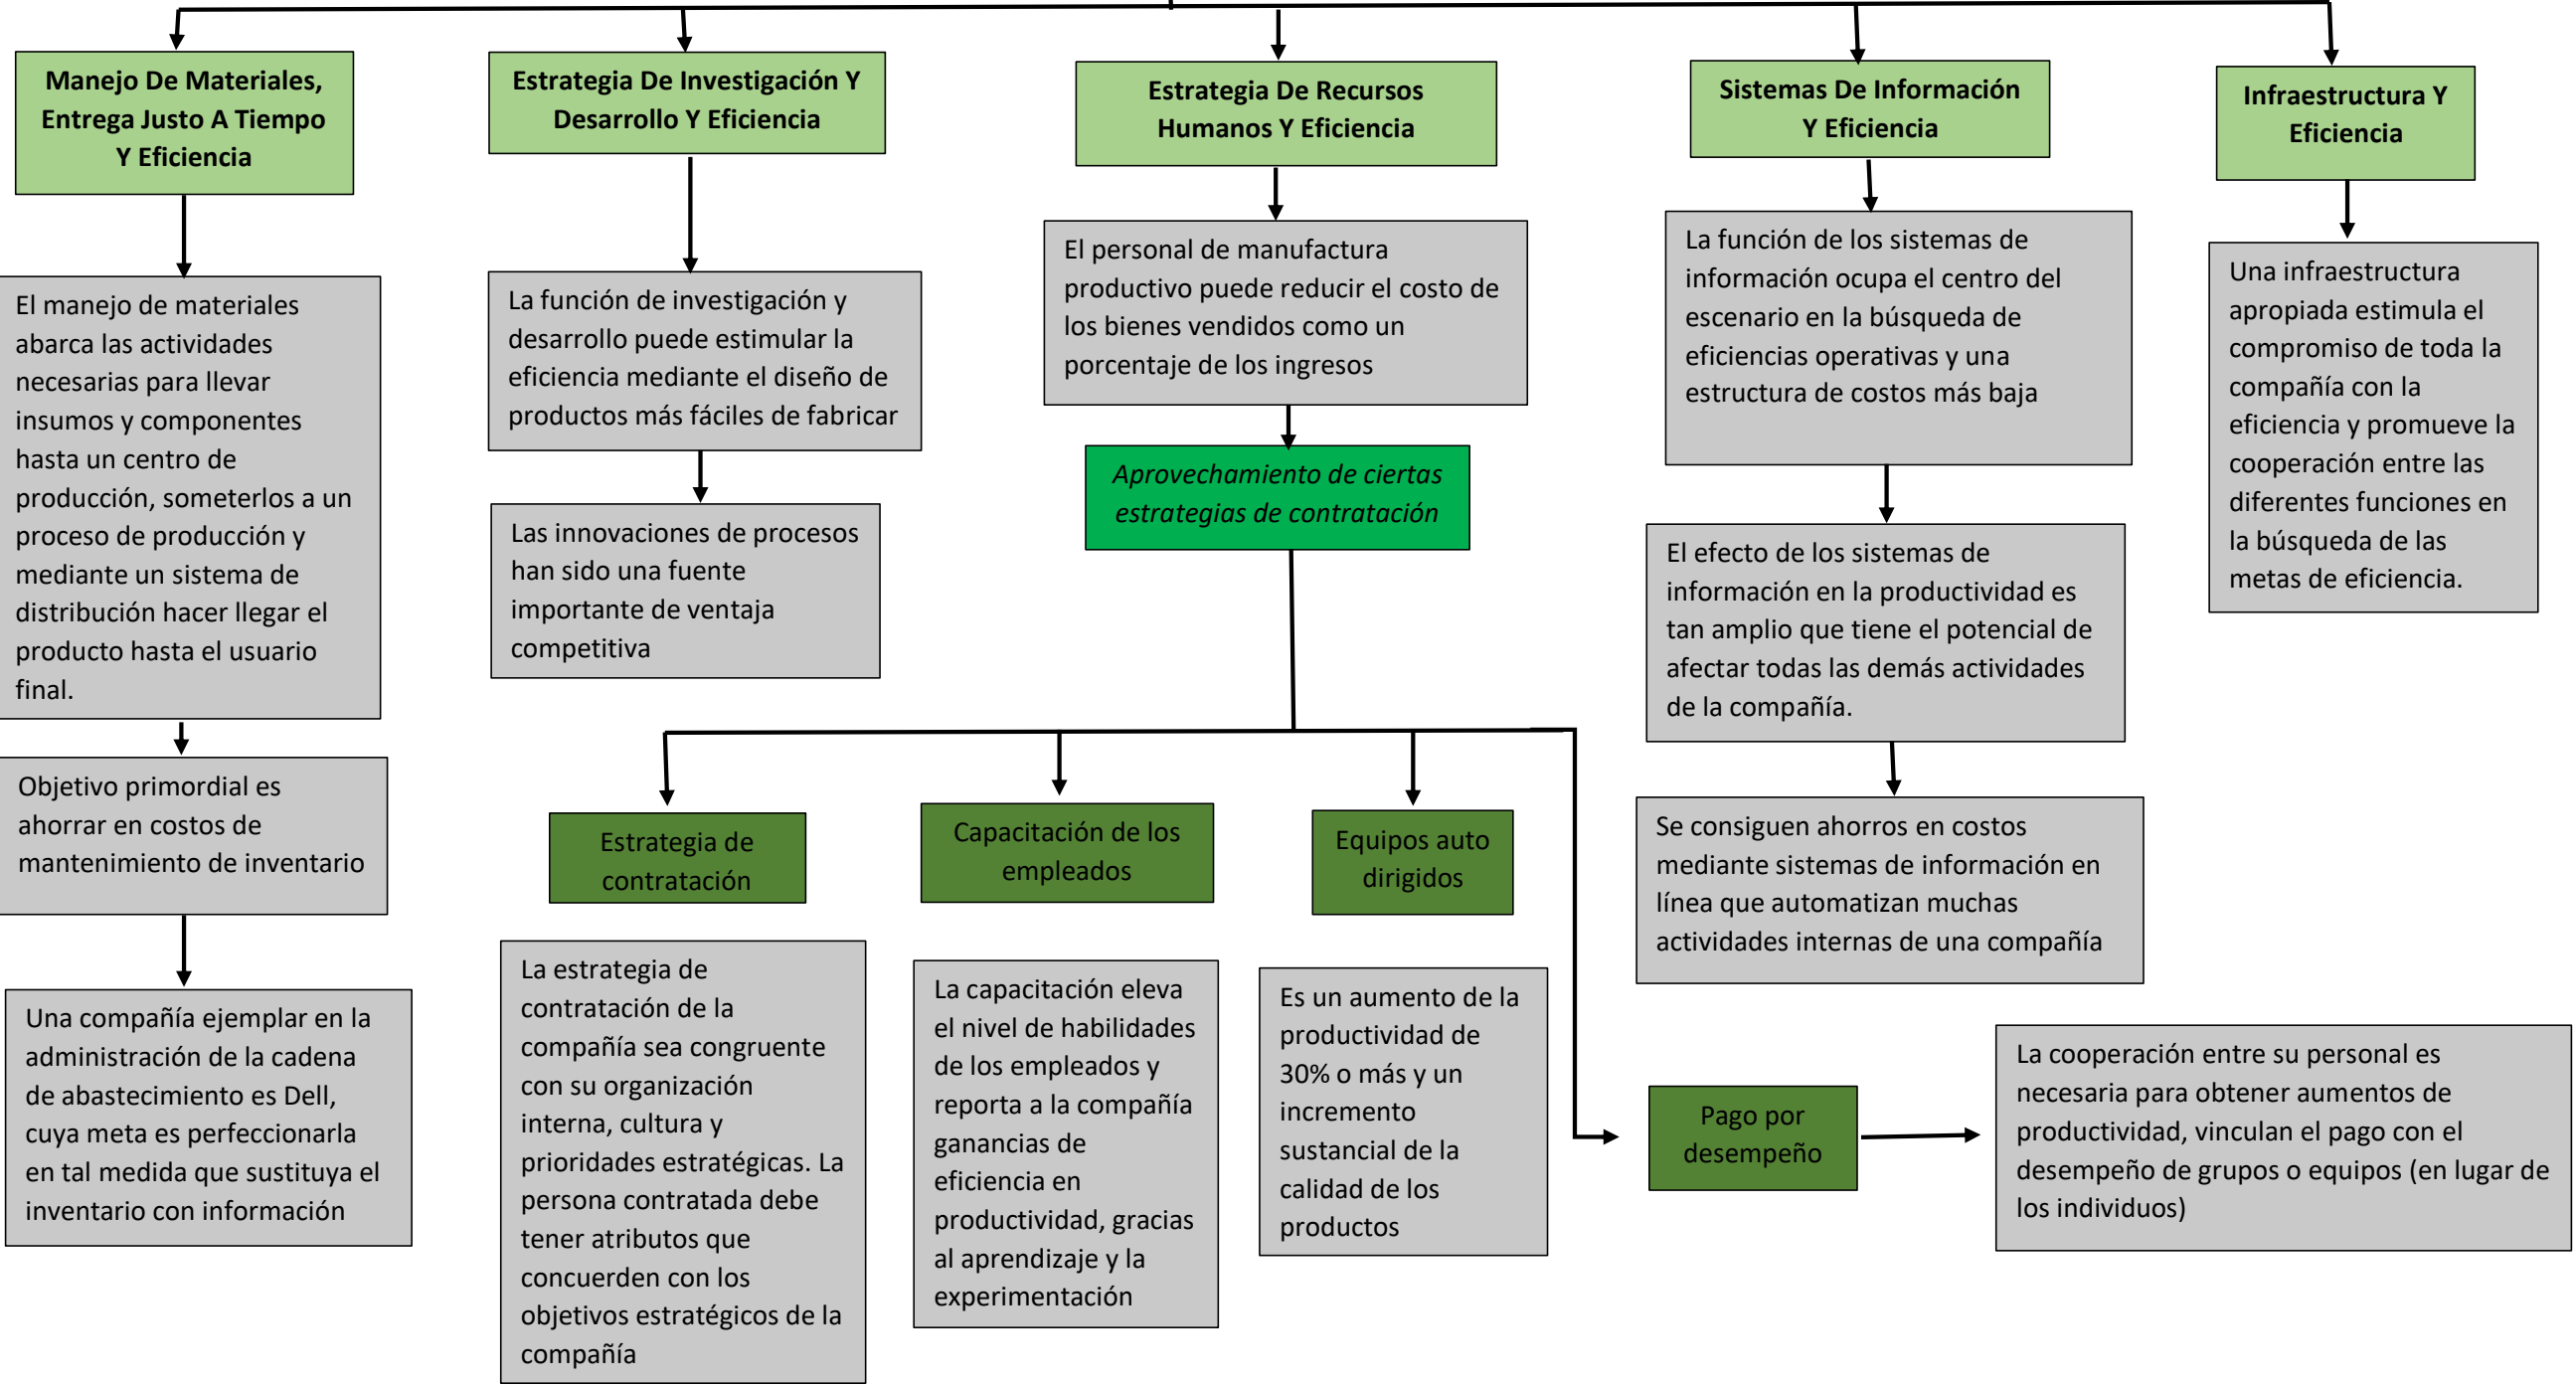 Manejo De Materiales,
Entrega Justo A Tiempo
Y Eficiencia
El manejo de materiales
abarca las actividades
necesarias para llevar
insumos y componentes
hasta un centro de
producción, someterlos a un
proceso de producción y
mediante un sistema de
distribución hacer llegar el
producto hasta el usuario
final.
Objetivo primordial es
ahorrar en costos de
mantenimiento de inventario
Una compañía ejemplar en la
administración de la cadena
de abastecimiento es Dell,
cuya meta es perfeccionarla
en tal medida que sustituya el
inventario con información
Estrategia De Investigación Y
Desarrollo Y Eficiencia
La función de investigación y
desarrollo puede estimular la
eficiencia mediante el diseño de
productos más fáciles de fabricar
Las innovaciones de procesos
han sido una fuente
importante de ventaja
competitiva
Estrategia De Recursos
Humanos Y Eficiencia
El personal de manufactura
productivo puede reducir el costo de
los bienes vendidos como un
porcentaje de los ingresos
Aprovechamiento de ciertas
estrategias de contratación
Estrategia de
contratación
La estrategia de
contratación de la
compañía sea congruente
con su organización
interna, cultura y
prioridades estratégicas. La
persona contratada debe
tener atributos que
concuerden con los
objetivos estratégicos de la
compañía
Capacitación de los
empleados
La capacitación eleva
el nivel de habilidades
de los empleados y
reporta a la compañía
ganancias de
eficiencia en
productividad, gracias
al aprendizaje y la
experimentación
Equipos auto
dirigidos
Es un aumento de la
productividad de
30% o más y un
incremento
sustancial de la
calidad de los
productos
Pago por
desempeño
La cooperación entre su personal es
necesaria para obtener aumentos de
productividad, vinculan el pago con el
desempeño de grupos o equipos (en lugar de
los individuos)
Sistemas De Información
Y Eficiencia
La función de los sistemas de
información ocupa el centro del
escenario en la búsqueda de
eficiencias operativas y una
estructura de costos más baja
El efecto de los sistemas de
información en la productividad es
tan amplio que tiene el potencial de
afectar todas las demás actividades
de la compañía.
Se consiguen ahorros en costos
mediante sistemas de información en
línea que automatizan muchas
actividades internas de una compañía
Infraestructura Y
Eficiencia
Una infraestructura
apropiada estimula el
compromiso de toda la
compañía con la
eficiencia y promueve la
cooperación entre las
diferentes funciones en
la búsqueda de las
metas de eficiencia.